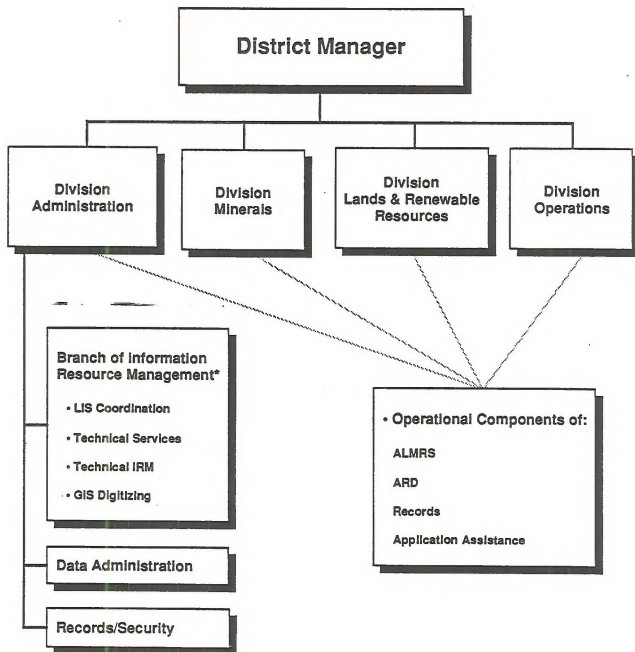 District Manager
Division
Administration
Division
Minerals
Division
Lands & Renewable
Resources
Division
Operations
Branch of Information
Resource Management*
• LIS Coordination
• Technical Services
• Technical IRM
• GIS Digitizing
Data Administration
Records/Security
• Operational Components of:
ALMRS
ARD
Records
Application Assistance